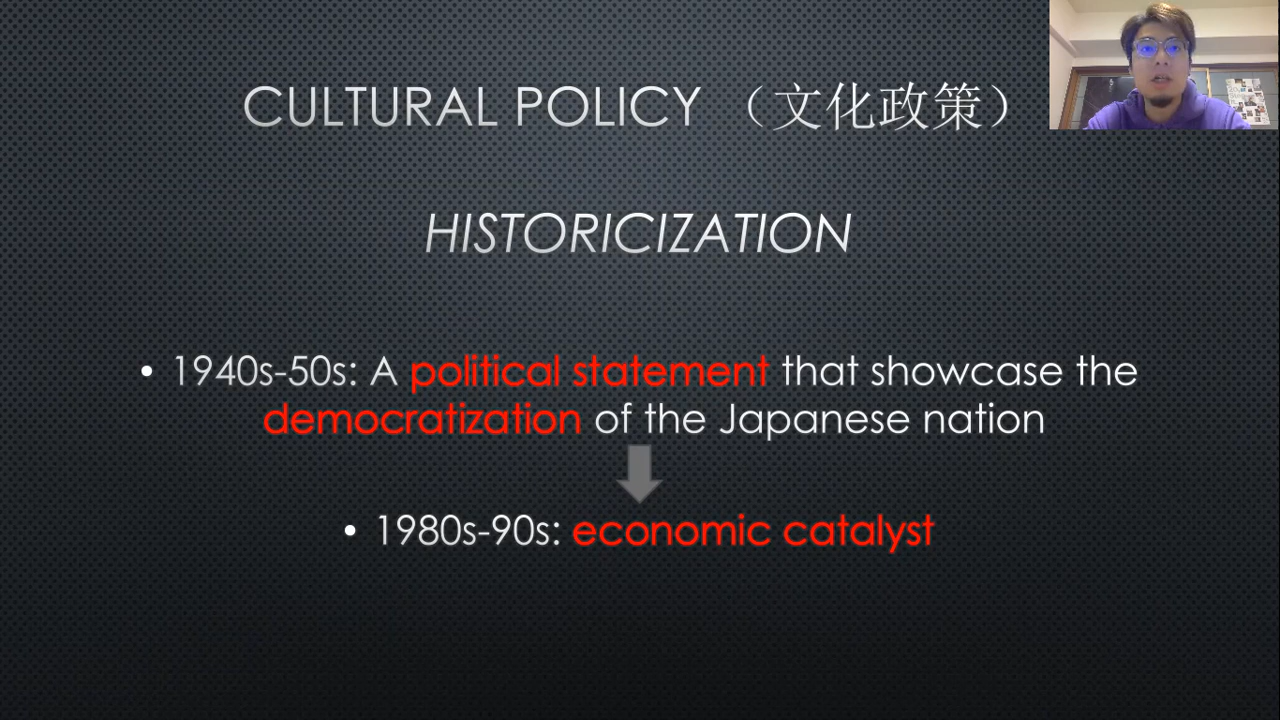 CULTURAL POLICY （文化政策）
HISTORICIZATION
• 1940s-50s: A political statement that showcase the
democratization of the Japanese nation
• 1980s-90s: economic catalyst